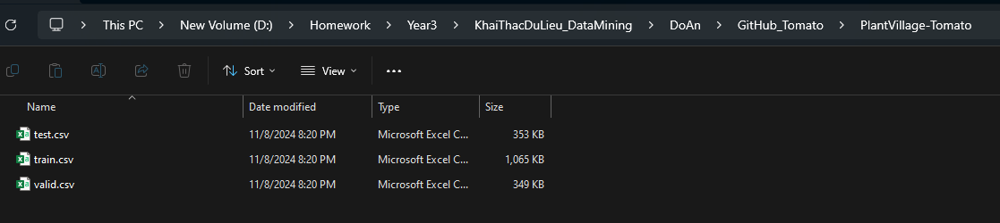 This PC > New Volume (D:) > Homework > Year3 > KhaiThacDuLieu_DataMining > DoAn > GitHub_Tomato > PlantVillage-Tomato
Sort View ...
Name Date modified Type Size
test.csv 11/8/2024 8:20 PM Microsoft Excel C... 353 KB
train.csv 11/8/2024 8:20 PM Microsoft Excel C... 1,065 KB
valid.csv 11/8/2024 8:20 PM Microsoft Excel C... 349 KB